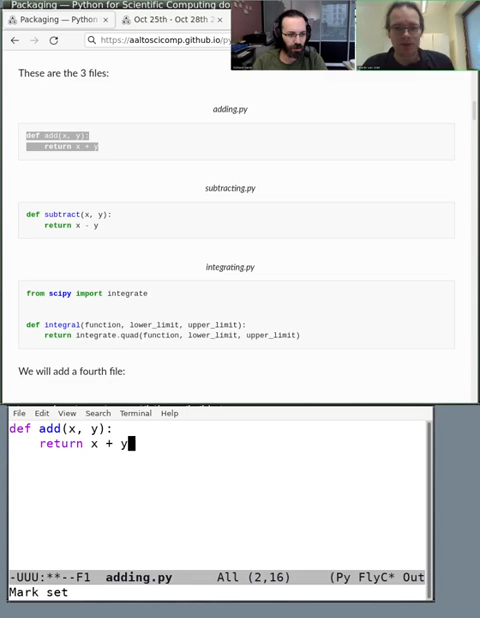 Packaging — Python for Scientific Computing do
Packaging — Python
Oct 25th - Oct 28th 2
https://aaltoscicomp.github.io/py
These are the 3 files:
adding.py
def add(x, y):
    return x + y
subtracting.py
def subtract(x, y):
    return x - y
integrating.py
from scipy import integrate
def integral(function, lower_limit, upper_limit):
    return integrate.quad(function, lower_limit, upper_limit)
We will add a fourth file:
File Edit View Search Terminal Help
def add(x, y):
    return x + y
-UUU:**--F1 adding.py All (2,16) (Py FlyC* Out
Mark set